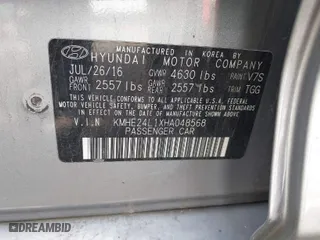 MANUFACTURED IN KOREA BY
HYUNDAI MOTOR COMPANY
JUL/26/16 GVWR 4630 lbs PAINT V7S
GAWR FRONT 2557 lbs GAWR REAR 2557 lbs TRIM TGG
THIS VEHICLE CONFORMS TO ALL APPLICABLE
U.S. FEDERAL MOTOR VEHICLE SAFETY, BUMPER,
AND THEFT PREVENTION STANDARDS IN EFFECT
ON THE DATE OF MANUFACTURE SHOWN ABOVE.
V.I.N KMHE24L1XHA048568
PASSENGER CAR